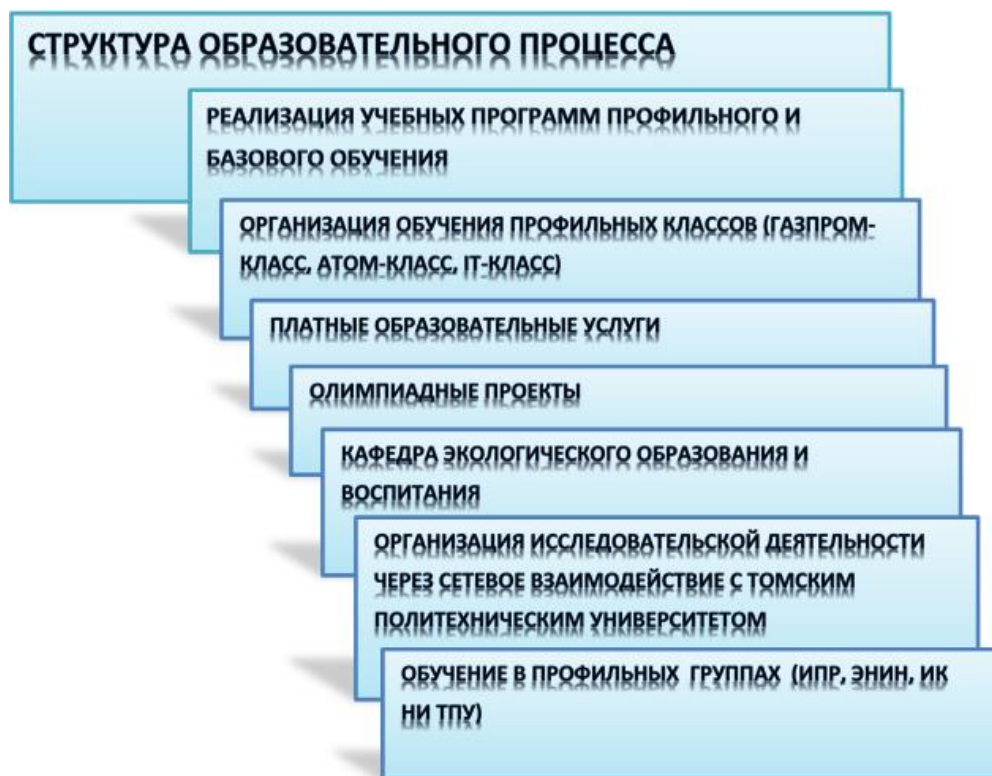 СТРУКТУРА ОБРАЗОВАТЕЛЬНОГО ПРОЦЕССА
РЕАЛИЗАЦИЯ УЧЕБНЫХ ПРОГРАММ ПРОФИЛЬНОГО И
БАЗОВОГО ОБУЧЕНИЯ
ОРГАНИЗАЦИЯ ОБУЧЕНИЯ ПРОФИЛЬНЫХ КЛАССОВ (ГАЗПРОМ-
КЛАСС, АТОМ-КЛАСС, IT-КЛАСС)
ПЛАТНЫЕ ОБРАЗОВАТЕЛЬНЫЕ УСЛУГИ
ОЛИМПИАДНЫЕ ПРОЕКТЫ
КАФЕДРА ЭКОЛОГИЧЕСКОГО ОБРАЗОВАНИЯ И
ВОСПИТАНИЯ
ОРГАНИЗАЦИЯ ИССЛЕДОВАТЕЛЬСКОЙ ДЕЯТЕЛЬНОСТИ
ЧЕРЕЗ СЕТЕВОЕ ВЗАИМОДЕЙСТВИЕ С ТОМСКИМ
ПОЛИТЕХНИЧЕСКИМ УНИВЕРСИТЕТОМ
ОБУЧЕНИЕ В ПРОФИЛЬНЫХ ГРУППАХ (ИПР, ЭНИН, ИК
НИ ТПУ)